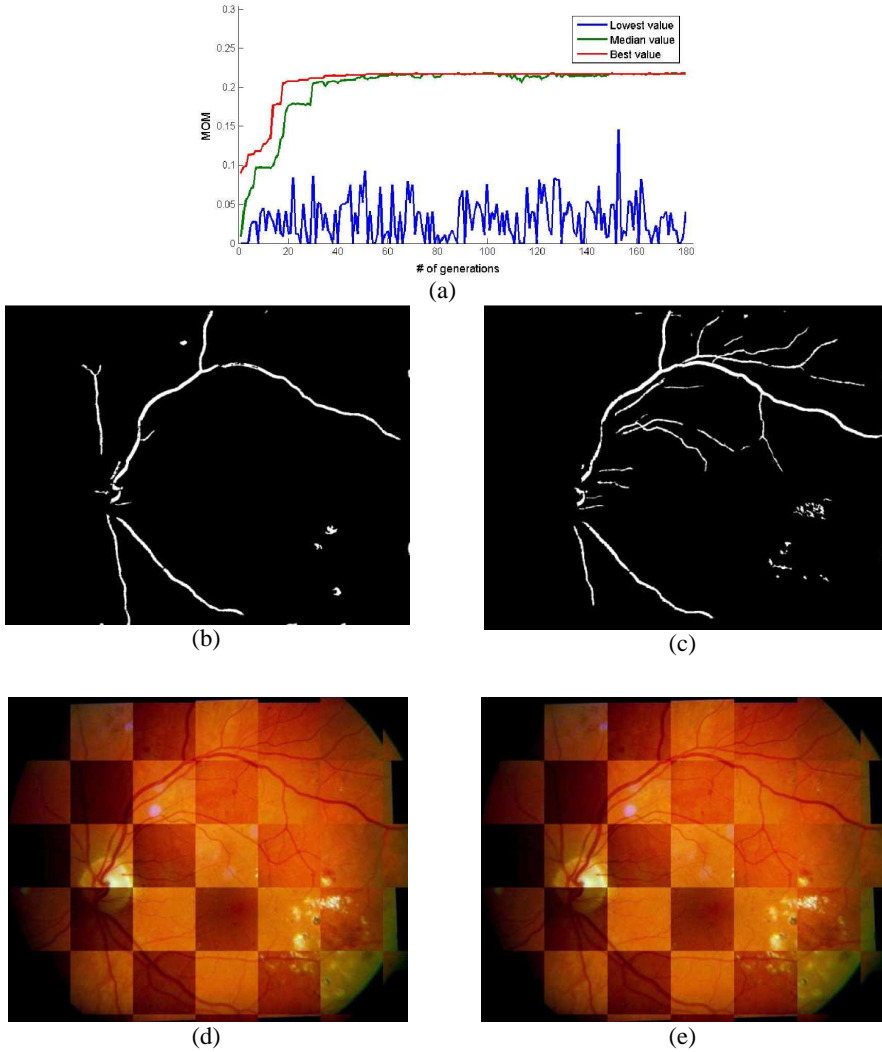 0.3
0.25
0.2
0.15
0.1
0.05
0
MOM
Lowest value
Median value
Best value
0 20 40 60 80 100 120 140 160 180
# of generations
(a)
(b) (c)
(d) (e)